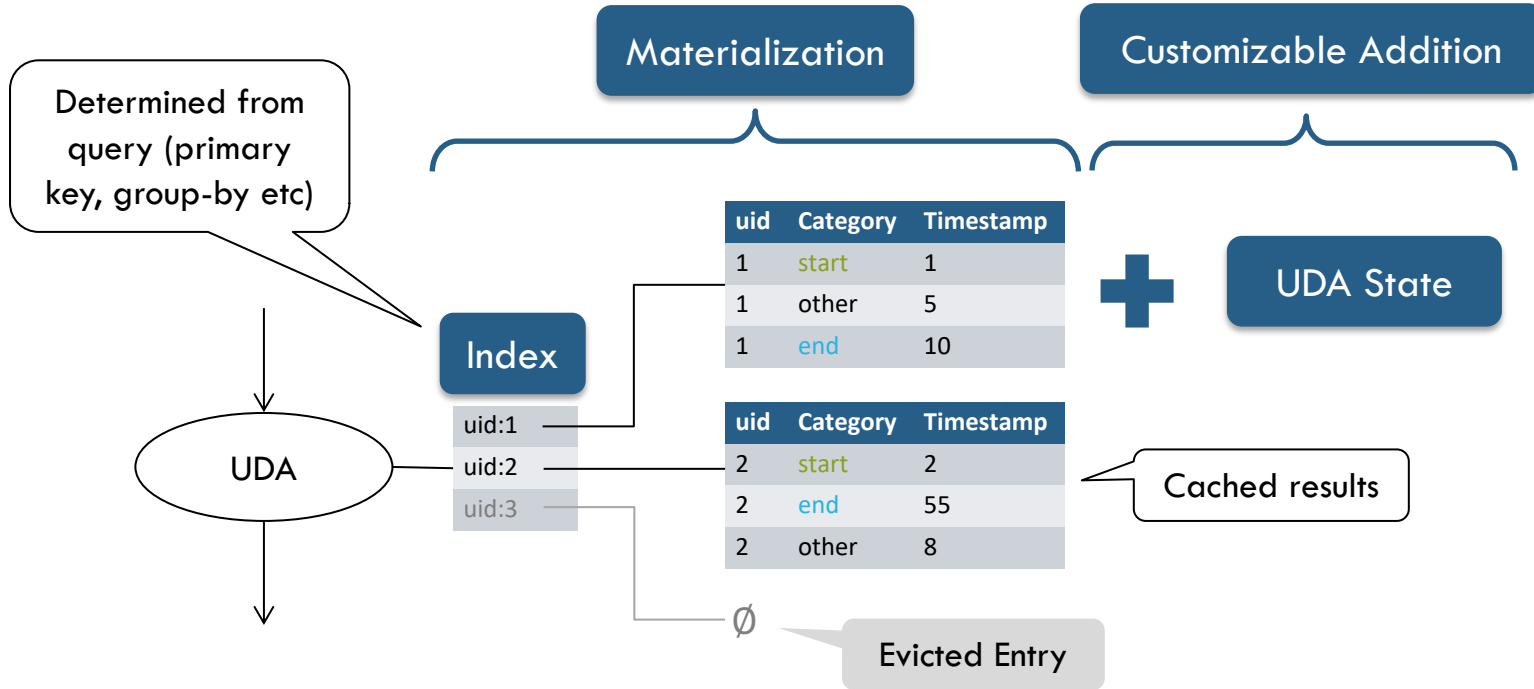 Materialization
Customizable Addition
Determined from
query (primary
key, group-by etc)
uid Category Timestamp
1 start 1
1 other 5
1 end 10
UDA State
Index
uid:1
uid:2
uid:3
UDA
uid Category Timestamp
2 start 2
2 end 55
2 other 8
Cached results
Ø
Evicted Entry